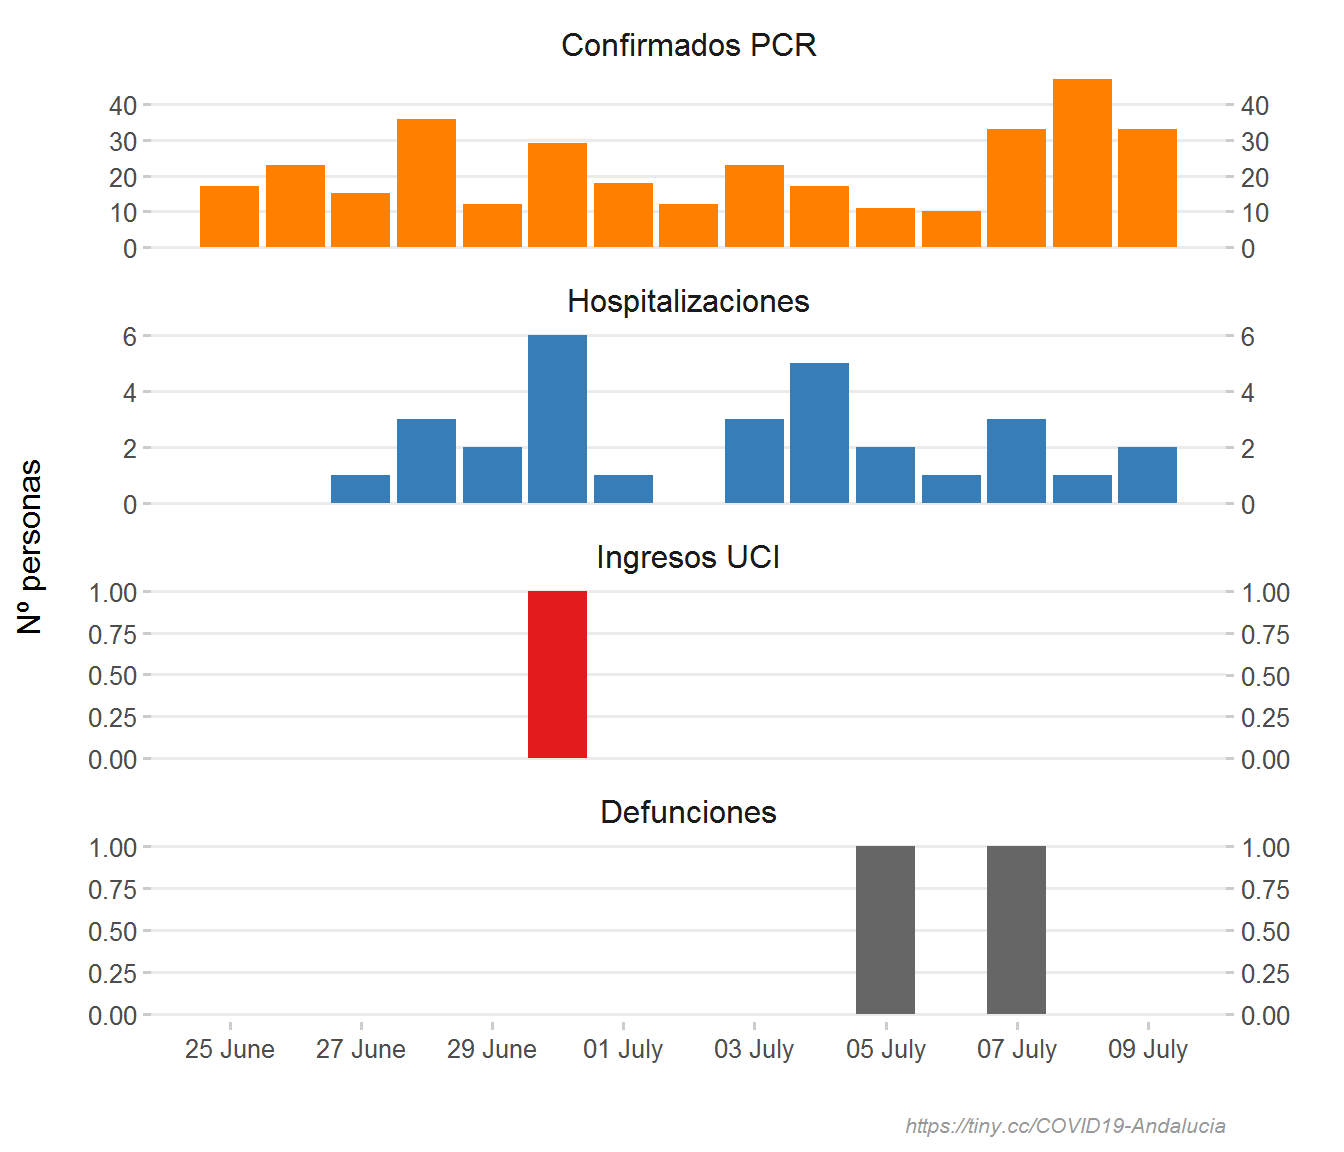 Confirmados PCR
40 40
30 30
20 20
10 10
0 0
Hospitalizaciones
6 6
4 4
2 2
0 0
Nº personas
Ingresos UCI
1.00 1.00
0.75 0.75
0.50 0.50
0.25 0.25
0.00 0.00
Defunciones
1.00 1.00
0.75 0.75
0.50 0.50
0.25 0.25
0.00 0.00
25 June 27 June 29 June 01 July 03 July 05 July 07 July 09 July
https://tiny.cc/COVID19-Andalucia